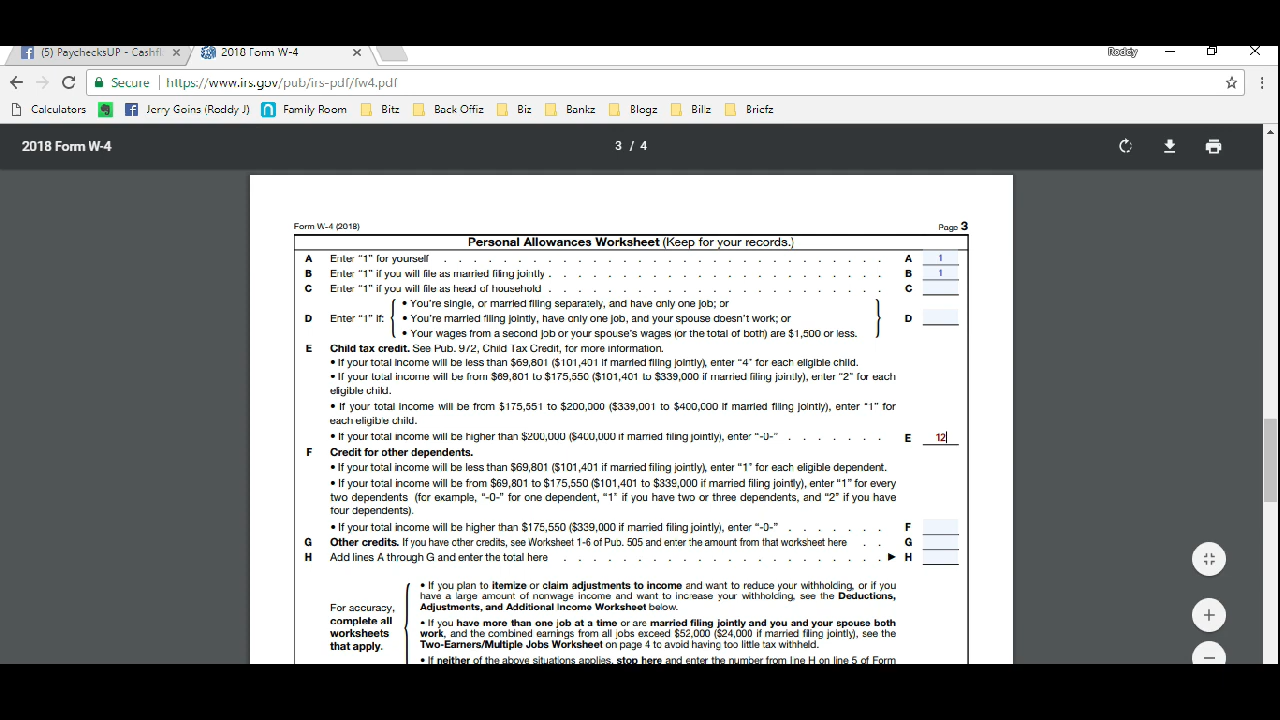 (5) PaychecksUP - Cashfl
2018 Form W-4
Roddy
Secure
https://www.irs.gov/pub/irs-pdf/fw4.pdf
Calculators
Jerry Goins (Roddy J)
Family Room
Bitz
Back Offiz
Biz
Bankz
Blogz
Billz
Briefz
2018 Form W-4
3 / 4
Form W-4 (2018)
Page 3
Personal Allowances Worksheet (Keep for your records.)
A Enter “1” for yourself . . . . . . . . . . . . . . . . . . . . . . . . . . . . . . A 1
B Enter “1” if you will file as married filing jointly . . . . . . . . . . . . . . . . . . . . . . . B 1
C Enter “1” if you will file as head of household . . . . . . . . . . . . . . . . . . . . . . . C
• You’re single, or married filing separately, and have only one job; or
D Enter “1” if: { • You’re married filing jointly, have only one job, and your spouse doesn’t work; or } D
• Your wages from a second job or your spouse’s wages (or the total of both) are $1,500 or less.
E Child tax credit. See Pub. 972, Child Tax Credit, for more information.
• If your total income will be less than $69,801 ($101,401 if married filing jointly), enter “4” for each eligible child.
• If your total income will be from $69,801 to $175,550 ($101,401 to $339,000 if married filing jointly), enter “2” for each
eligible child.
• If your total income will be from $175,551 to $200,000 ($339,001 to $400,000 if married filing jointly), enter “1” for
each eligible child.
• If your total income will be higher than $200,000 ($400,000 if married filing jointly), enter “-0-” . . . . . . . E 12
F Credit for other dependents.
• If your total income will be less than $69,801 ($101,401 if married filing jointly), enter “1” for each eligible dependent.
• If your total income will be from $69,801 to $175,550 ($101,401 to $339,000 if married filing jointly), enter “1” for every
two dependents (for example, “-0-” for one dependent, “1” if you have two or three dependents, and “2” if you have
four dependents).
• If your total income will be higher than $175,550 ($339,000 if married filing jointly), enter “-0-” . . . . . . . F
G Other credits. If you have other credits, see Worksheet 1-6 of Pub. 505 and enter the amount from that worksheet here . . G
H Add lines A through G and enter the total here . . . . . . . . . . . . . . . . . . . . . . ▶ H
• If you plan to itemize or claim adjustments to income and want to reduce your withholding, or if you
have a large amount of nonwage income and want to increase your withholding, see the Deductions,
Adjustments, and Additional Income Worksheet below.
For accuracy,
complete all
worksheets
that apply.
• If you have more than one job at a time or are married filing jointly and you and your spouse both
work, and the combined earnings from all jobs exceed $52,000 ($24,000 if married filing jointly), see the
Two-Earners/Multiple Jobs Worksheet on page 4 to avoid having too little tax withheld.
• If neither of the above situations applies, stop here and enter the number from line H on line 5 of Form